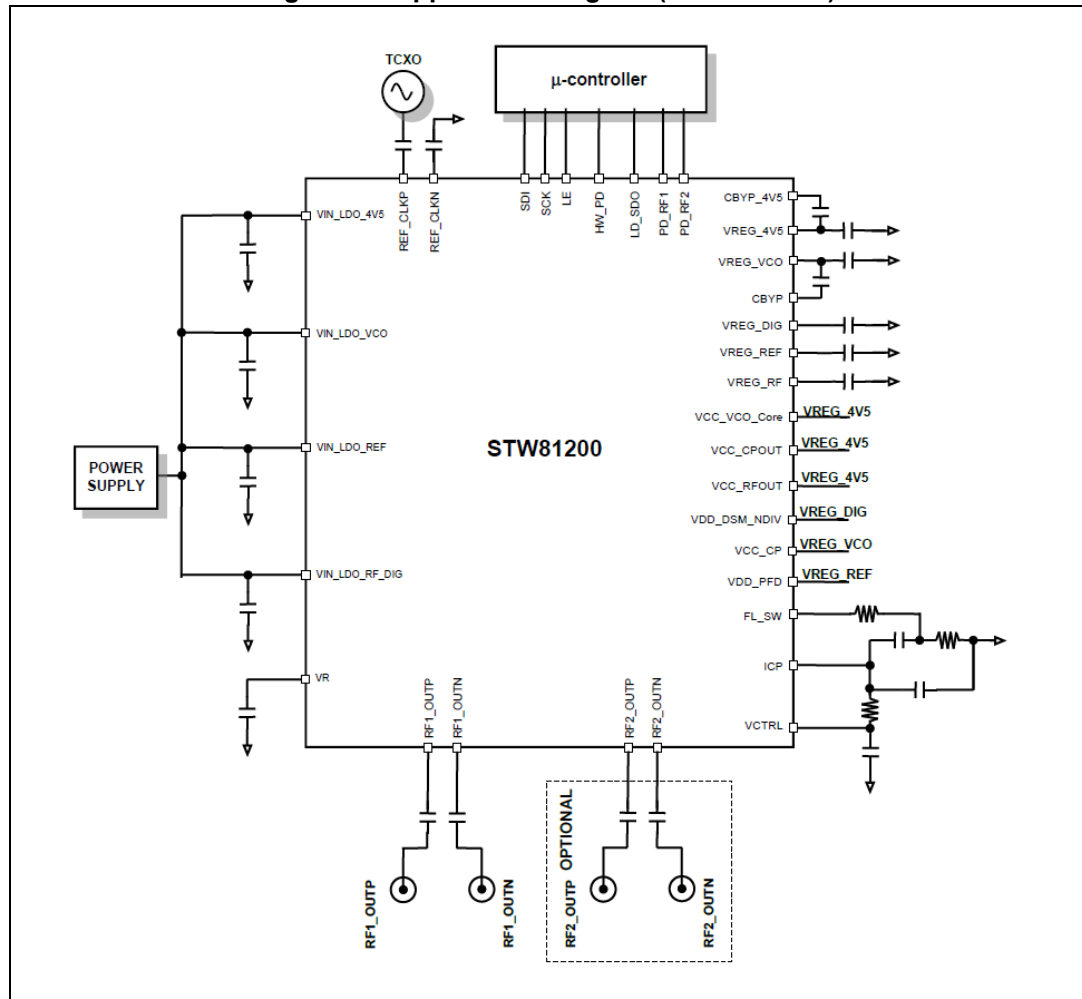 TCXO
µ-controller
REF_CLKP
REF_CLKN
SDI
SCK
LE
HW_PD
LD_SDO
PD_RF1
PD_RF2
VIN_LDO_4V5
VIN_LDO_VCO
VIN_LDO_REF
POWER
SUPPLY
VIN_LDO_RF_DIG
VR
STW81200
CBYP_4V5
VREG_4V5
VREG_VCO
CBYP
VREG_DIG
VREG_REF
VREG_RF
VCC_VCO_Core VREG_4V5
VCC_CPOUT VREG_4V5
VCC_RFOUT VREG_4V5
VDD_DSM_NDIV VREG_DIG
VCC_CP VREG_VCO
VDD_PFD VREG_REF
FL_SW
ICP
VCTRL
RF1_OUTP
RF1_OUTN
RF2_OUTP
RF2_OUTN
OPTIONAL
RF1_OUTP
RF1_OUTN
RF2_OUTP
RF2_OUTN